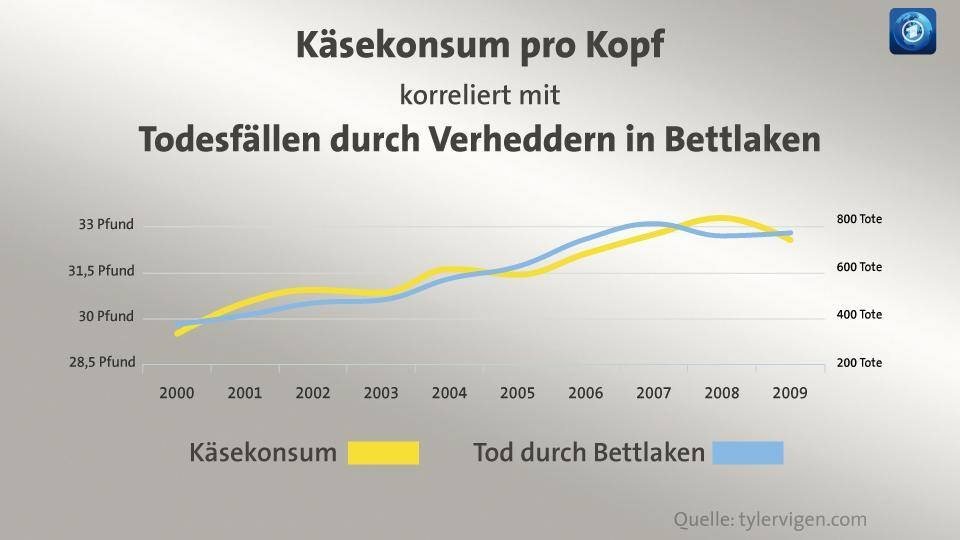 Käsekonsum pro Kopf
korreliert mit
Todesfällen durch Verheddern in Bettlaken
33 Pfund
800 Tote
31,5 Pfund
600 Tote
30 Pfund
400 Tote
28,5 Pfund
200 Tote
2000 2001 2002 2003 2004 2005 2006 2007 2008 2009
Käsekonsum
Tod durch Bettlaken
Quelle: tylervigen.com